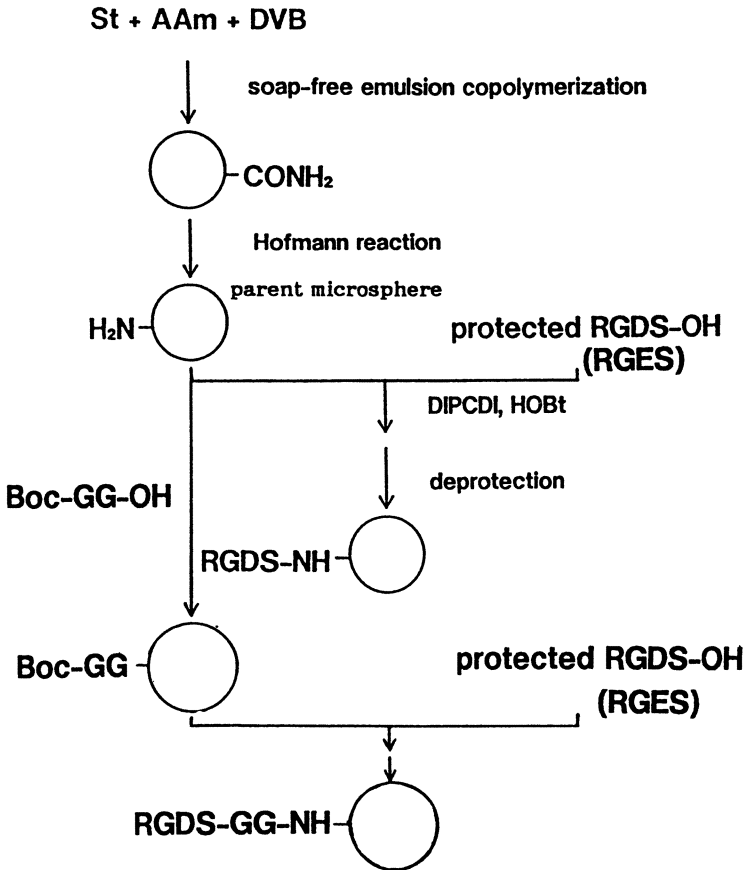 St + AAm + DVB
soap-free emulsion copolymerization
CONH₂
Hofmann reaction
parent microsphere
H₂N
protected RGDS-OH
(RGES)
DIPCDI, HOBt
Boc-GG-OH
deprotection
RGDS-NH
Boc-GG
protected RGDS-OH
(RGES)
RGDS-GG-NH